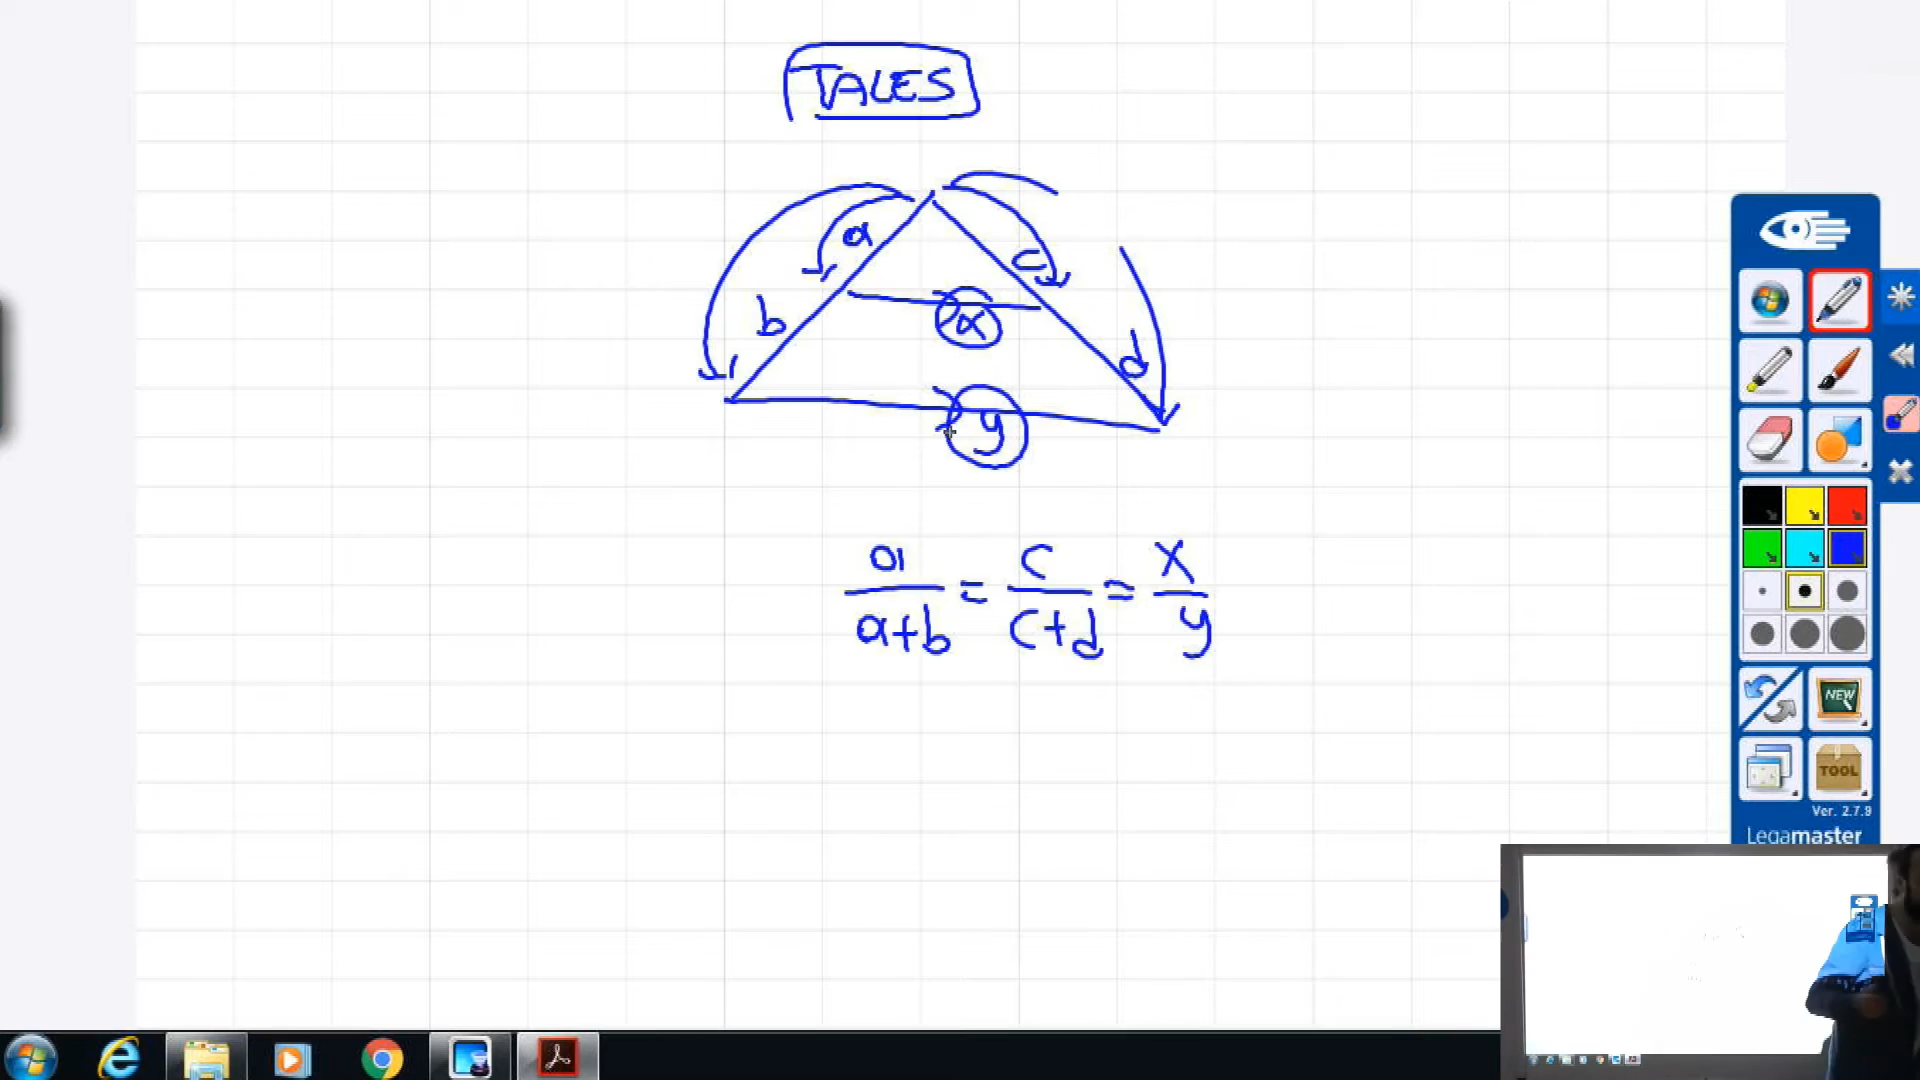 TALES
a
c
b
x
d
y
a/a+b = c/c+d = x/y
NEW
TOOL
Ver. 2.7.9
Legamaster